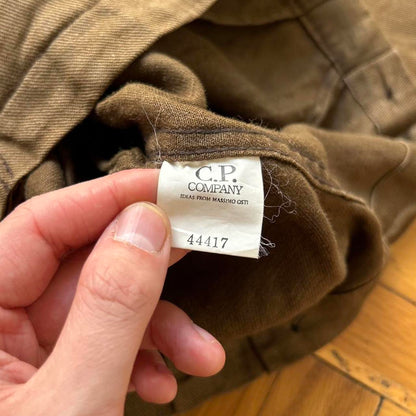 C.P.
COMPANY
IDEAS FROM MASSIMO OSTI
44417